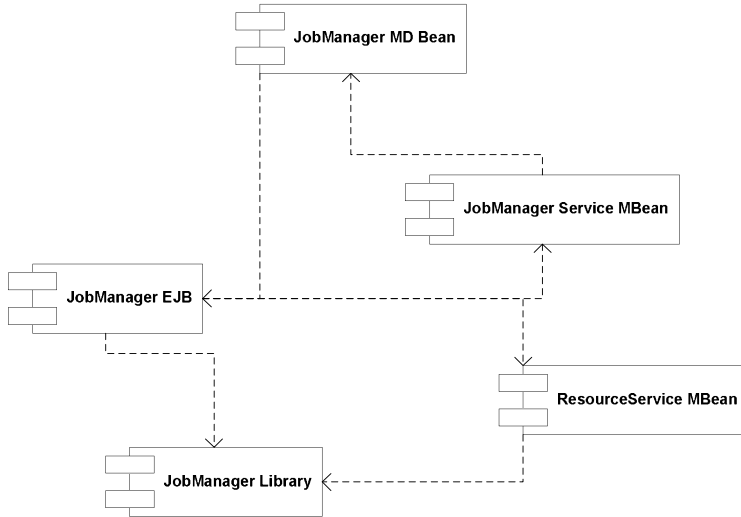 JobManager MD Bean
JobManager Service MBean
JobManager EJB
ResourceService MBean
JobManager Library